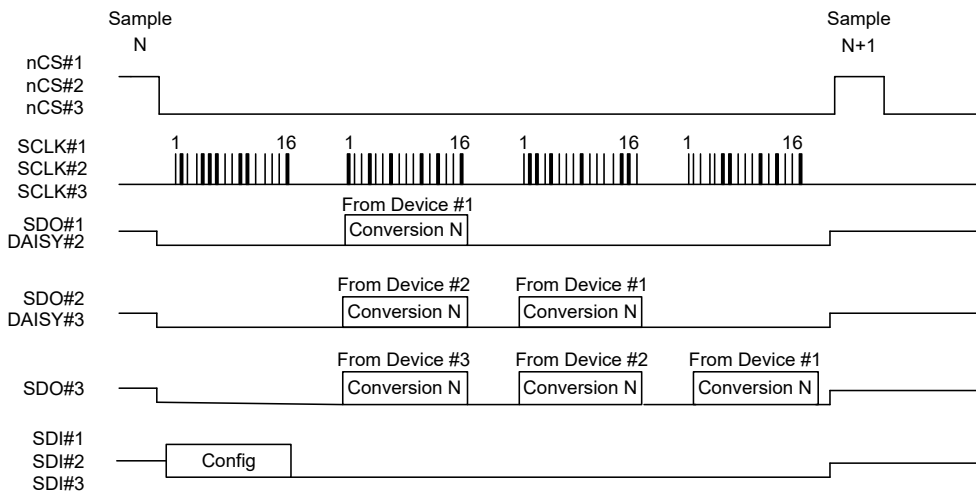 Sample
N
Sample
N+1
nCS#1
nCS#2
nCS#3
SCLK#1
SCLK#2
SCLK#3
1 16 1 16 1 16 1 16
From Device #1
SDO#1
DAISY#2
Conversion N
From Device #2 From Device #1
SDO#2
DAISY#3
Conversion N Conversion N
From Device #3 From Device #2 From Device #1
SDO#3
Conversion N Conversion N Conversion N
SDI#1
SDI#2
SDI#3
Config